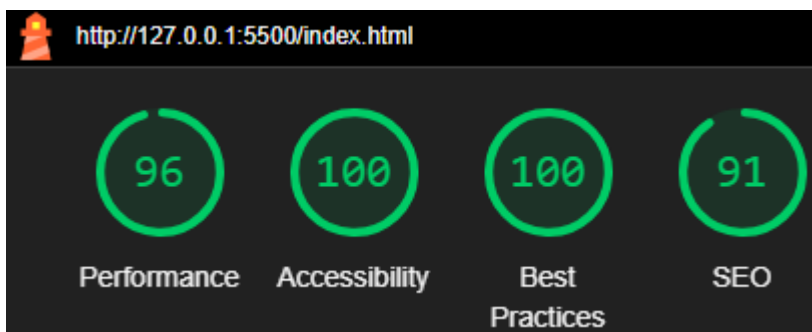 http://127.0.0.1:5500/index.html
96
100
100
91
Performance
Accessibility
Best
Practices
SEO